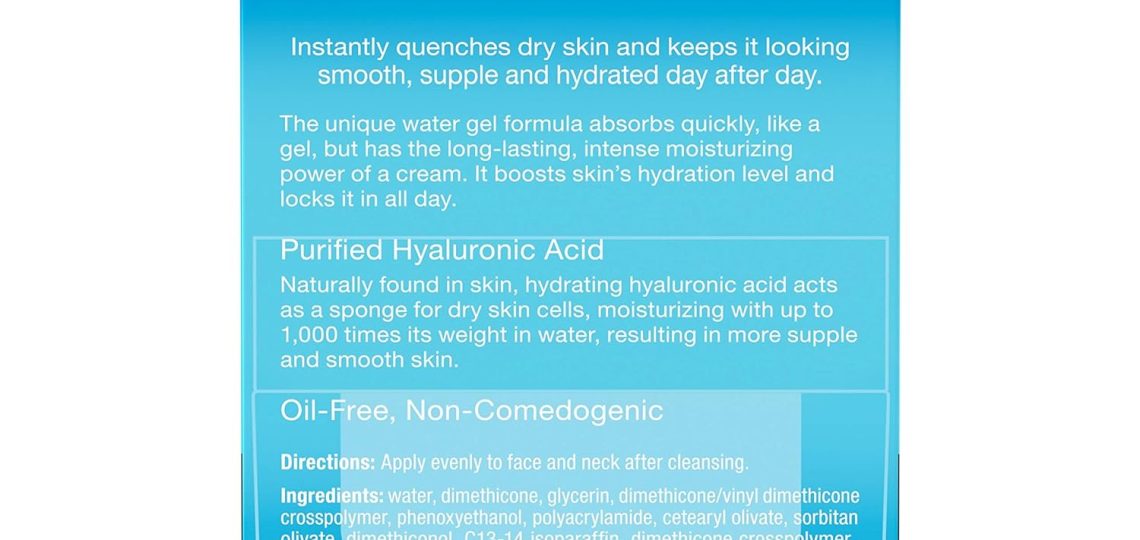 Instantly quenches dry skin and keeps it looking
smooth, supple and hydrated day after day.
The unique water gel formula absorbs quickly, like a
gel, but has the long-lasting, intense moisturizing
power of a cream. It boosts skin’s hydration level and
locks it in all day.
Purified Hyaluronic Acid
Naturally found in skin, hydrating hyaluronic acid acts
as a sponge for dry skin cells, moisturizing with up to
1,000 times its weight in water, resulting in more supple
and smooth skin.
Oil-Free, Non-Comedogenic
Directions: Apply evenly to face and neck after cleansing.
Ingredients: water, dimethicone, glycerin, dimethicone/vinyl dimethicone
crosspolymer, phenoxyethanol, polyacrylamide, cetearyl olivate, sorbitan
olivate, dimethiconol, C13-14 isoparaffin, dimethicone crosspolymer,